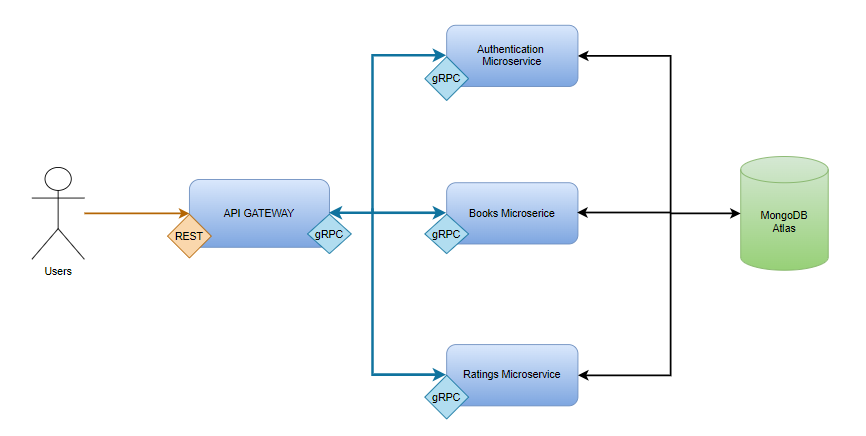 Authentication
Microservice
gRPC
API GATEWAY
REST
gRPC
Books Microserice
gRPC
MongoDB
Atlas
Users
Ratings Microservice
gRPC